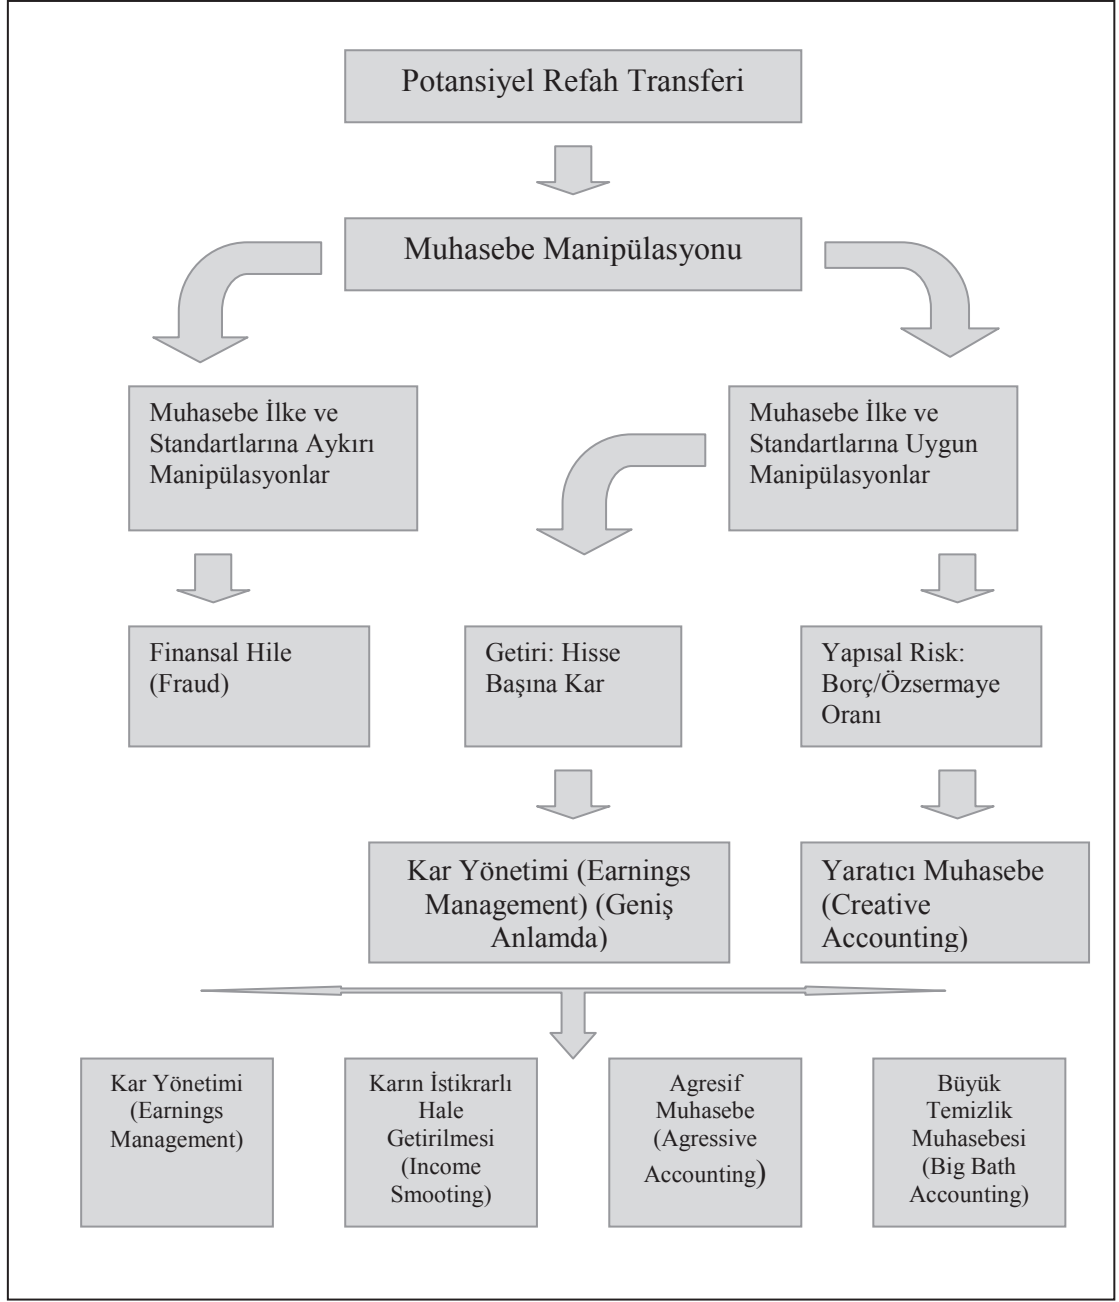 Potansiyel Refah Transferi
Muhasebe Manipülasyonu
Muhasebe İlke ve
Standartlarına Aykırı
Manipülasyonlar
Muhasebe İlke ve
Standartlarına Uygun
Manipülasyonlar
Finansal Hile
(Fraud)
Getiri: Hisse
Başına Kar
Yapısal Risk:
Borç/Özsermaye
Oranı
Kar Yönetimi (Earnings
Management) (Geniş
Anlamda)
Yaratıcı Muhasebe
(Creative
Accounting)
Kar Yönetimi
(Earnings
Management)
Karın İstikrarlı
Hale
Getirilmesi
(Income
Smooting)
Agresif
Muhasebe
(Agressive
Accounting)
Büyük
Temizlik
Muhasebesi
(Big Bath
Accounting)